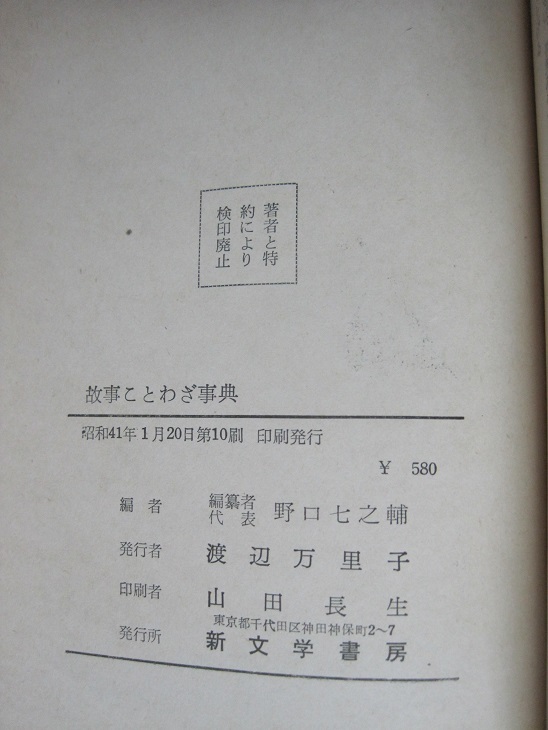 著者と特
約により
検印廃止
故事ことわざ事典
昭和41年1月20日第10刷 印刷発行
¥ 580
編者 編纂者代表 野口七之輔
発行者 渡辺万里子
印刷者 山田長生
東京都千代田区神田神保町2〜7
発行所 新文学書房